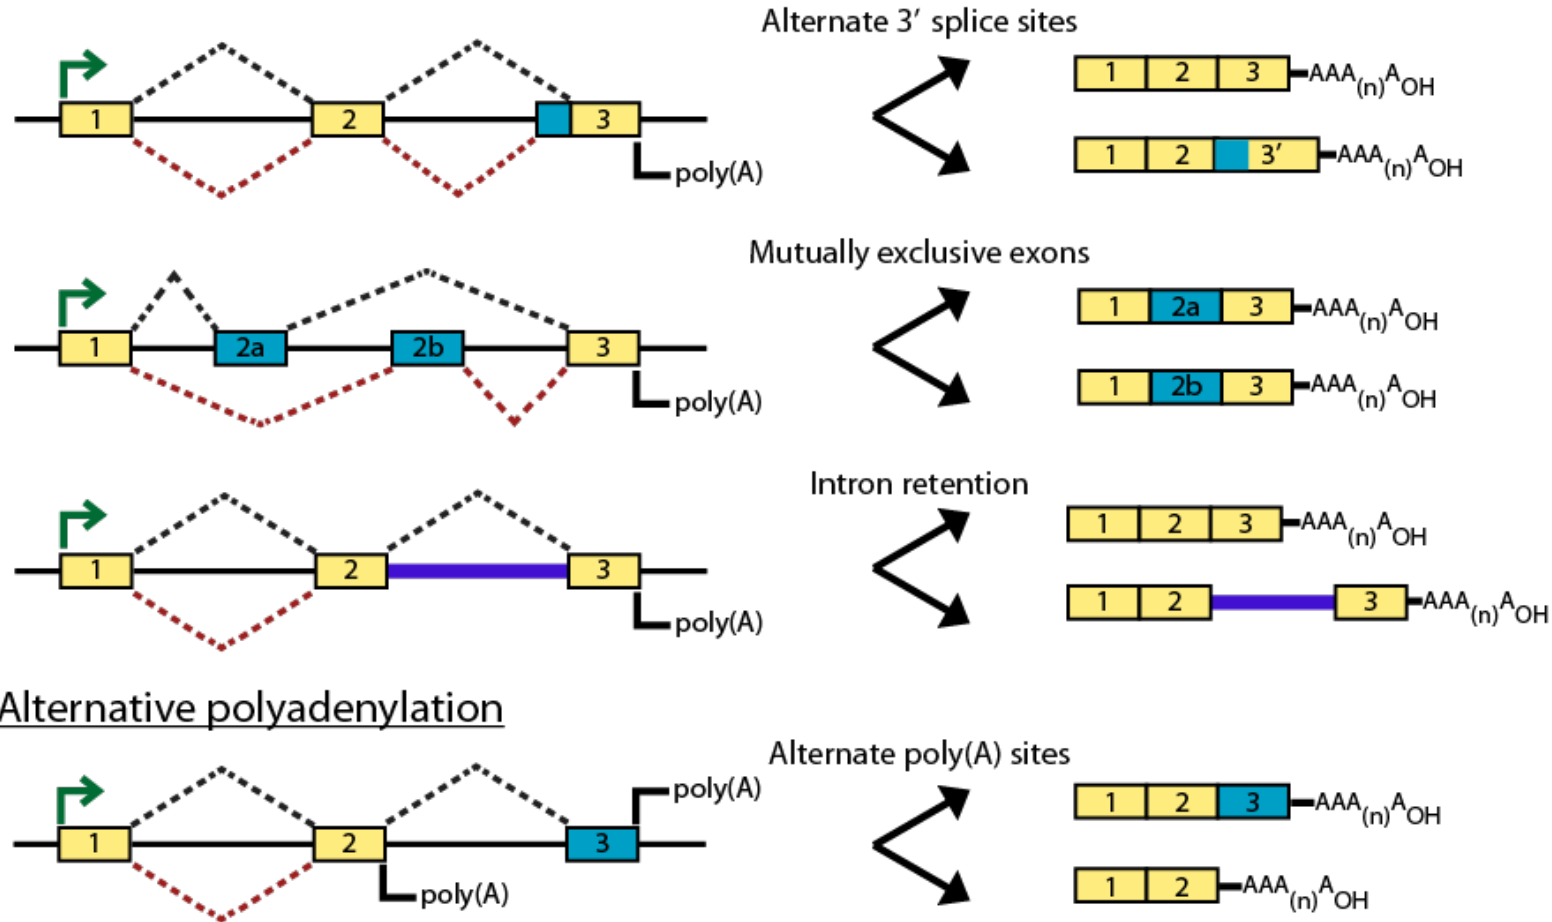 Alternate 3′ splice sites
1 2 3 poly(A)
1 2 3 AAA(n)AOH
1 2 3′ AAA(n)AOH
Mutually exclusive exons
1 2a 2b 3 poly(A)
1 2a 3 AAA(n)AOH
1 2b 3 AAA(n)AOH
Intron retention
1 2 3 poly(A)
1 2 3 AAA(n)AOH
1 2 3 AAA(n)AOH
Alternative polyadenylation
Alternate poly(A) sites
poly(A)
1 2 3
poly(A)
1 2 3 AAA(n)AOH
1 2 AAA(n)AOH